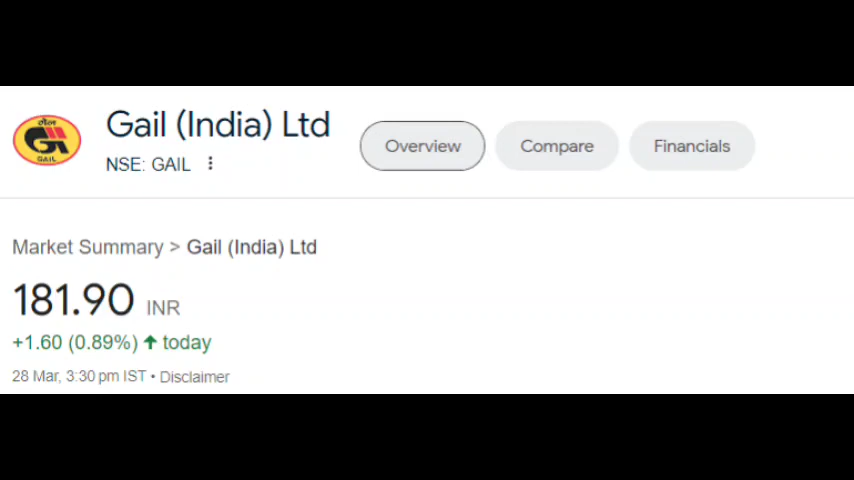 गेल
GAIL
Gail (India) Ltd
NSE: GAIL
Overview
Compare
Financials
Market Summary > Gail (India) Ltd
181.90 INR
+1.60 (0.89%) ↑ today
28 Mar, 3:30 pm IST • Disclaimer